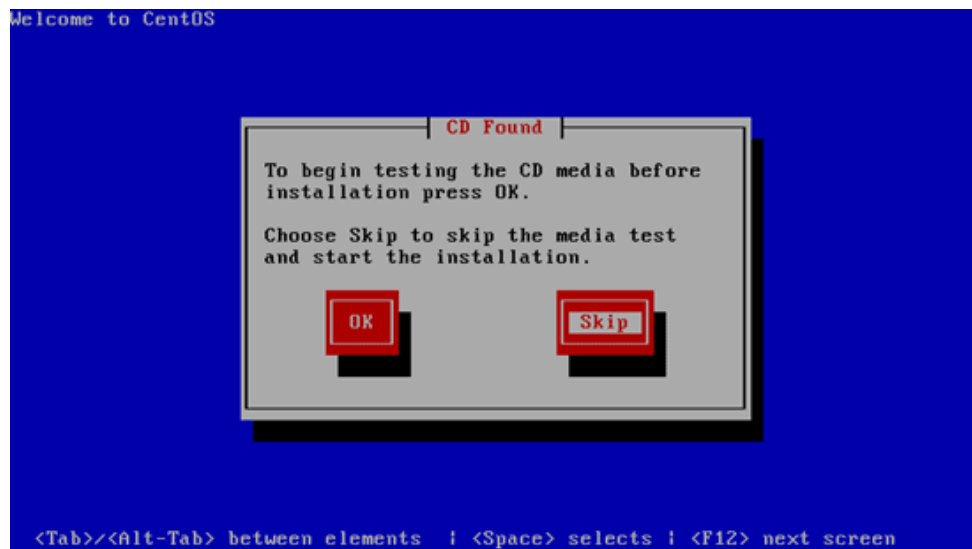 Welcome to CentOS
CD Found
To begin testing the CD media before
installation press OK.
Choose Skip to skip the media test
and start the installation.
OK Skip
<Tab>/<Alt-Tab> between elements | <Space> selects | <F12> next screen